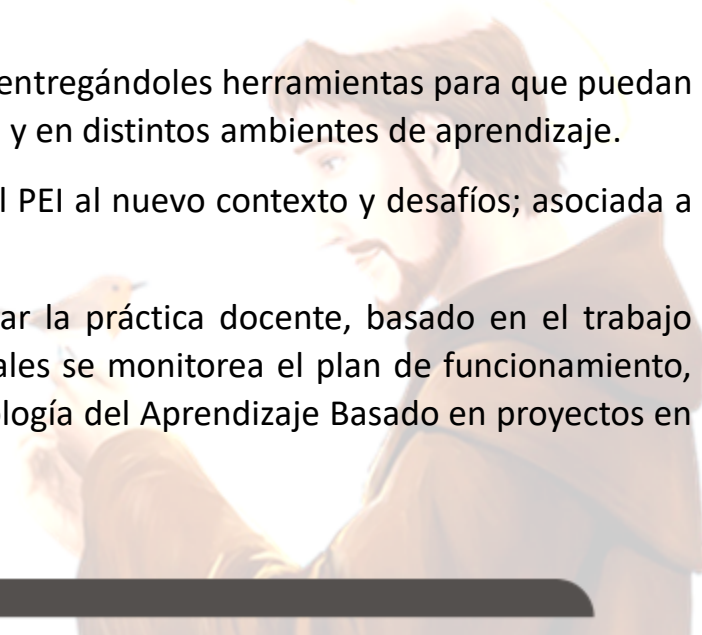 entregándoles herramientas para que puedan
y en distintos ambientes de aprendizaje.
l PEI al nuevo contexto y desafíos; asociada a
ar la práctica docente, basado en el trabajo
ales se monitorea el plan de funcionamiento,
ología del Aprendizaje Basado en proyectos en